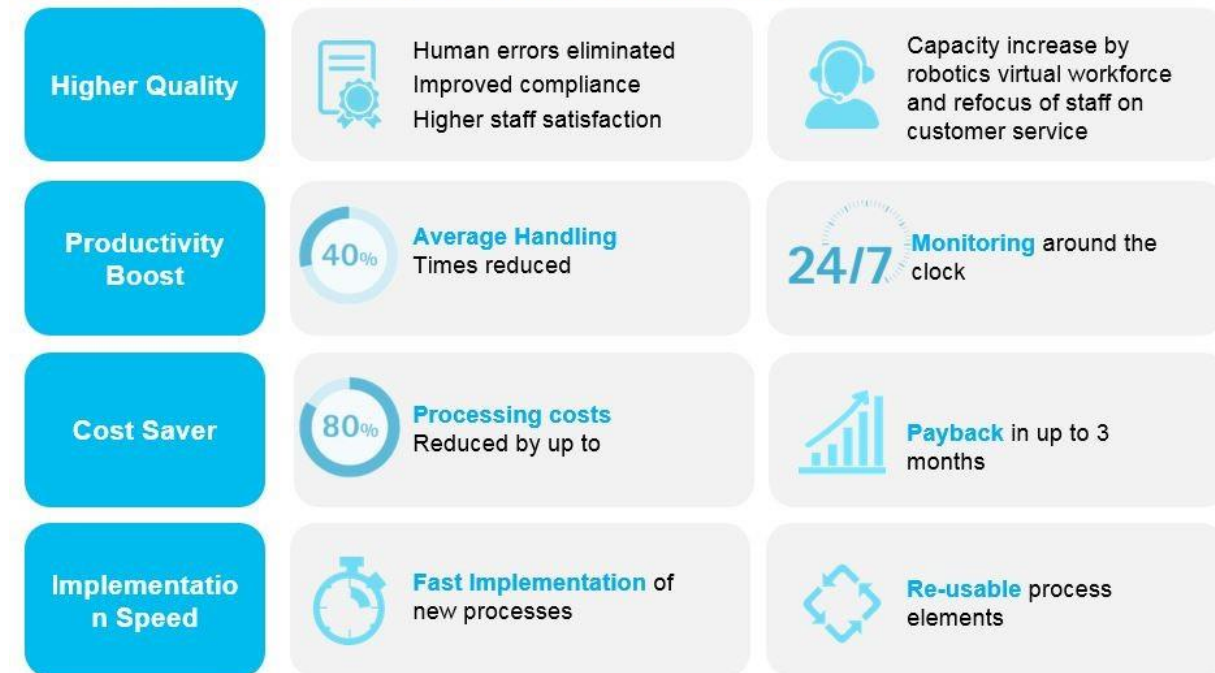 Higher Quality
Human errors eliminated
Improved compliance
Higher staff satisfaction
Capacity increase by
robotics virtual workforce
and refocus of staff on
customer service
Productivity
Boost
40%
Average Handling
Times reduced
24/7
Monitoring around the
clock
Cost Saver
80%
Processing costs
Reduced by up to
Payback in up to 3
months
Implementatio
n Speed
Fast Implementation of
new processes
Re-usable process
elements